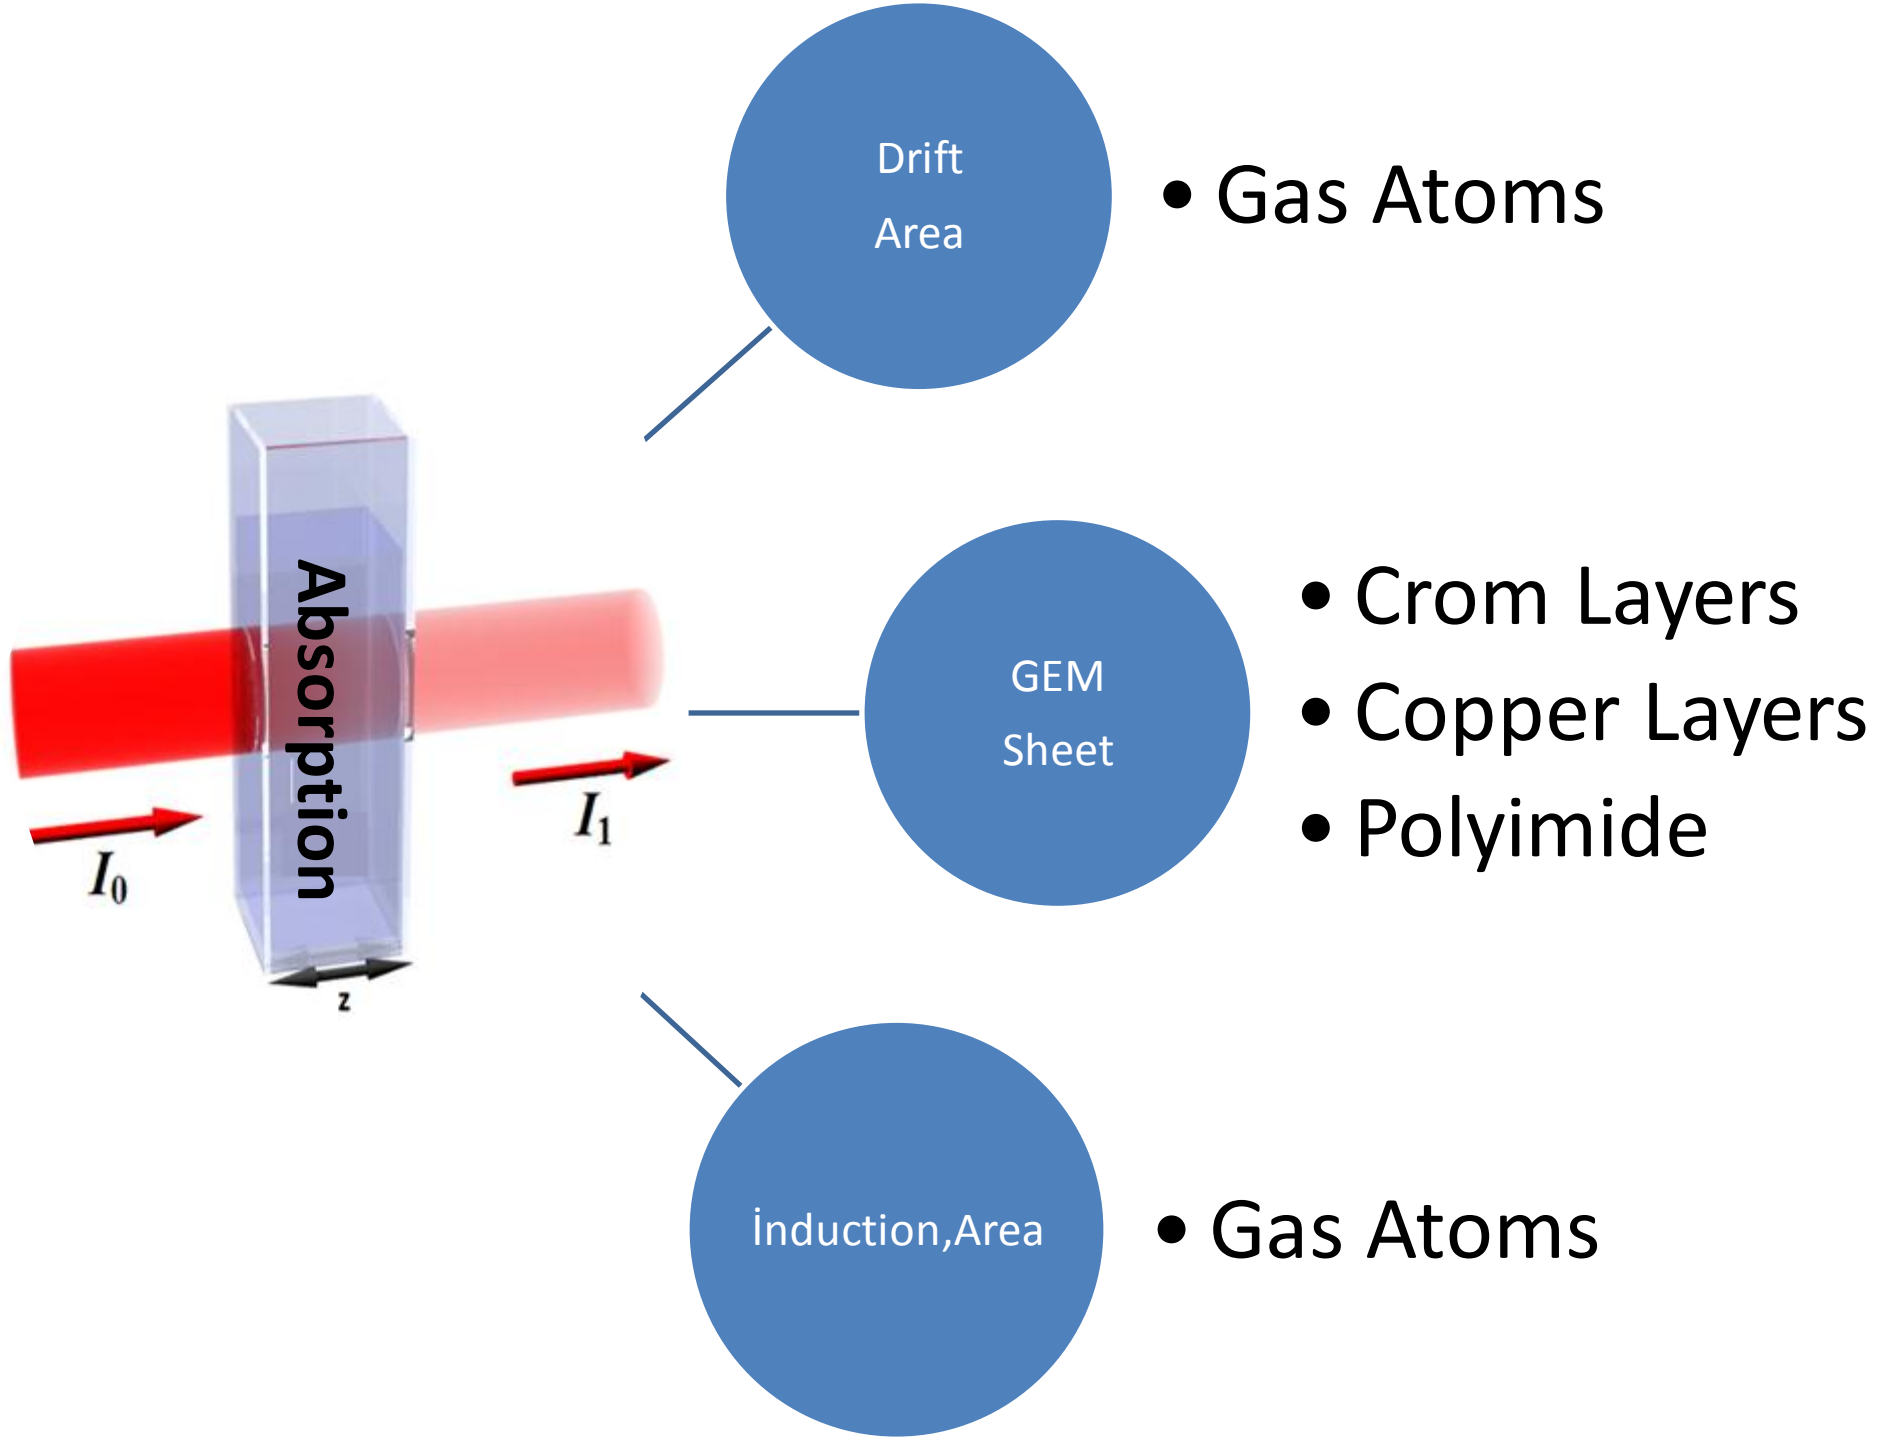 Absorption
I0
I1
z
Drift
Area
• Gas Atoms
GEM
Sheet
• Crom Layers
• Copper Layers
• Polyimide
İnduction,Area
• Gas Atoms